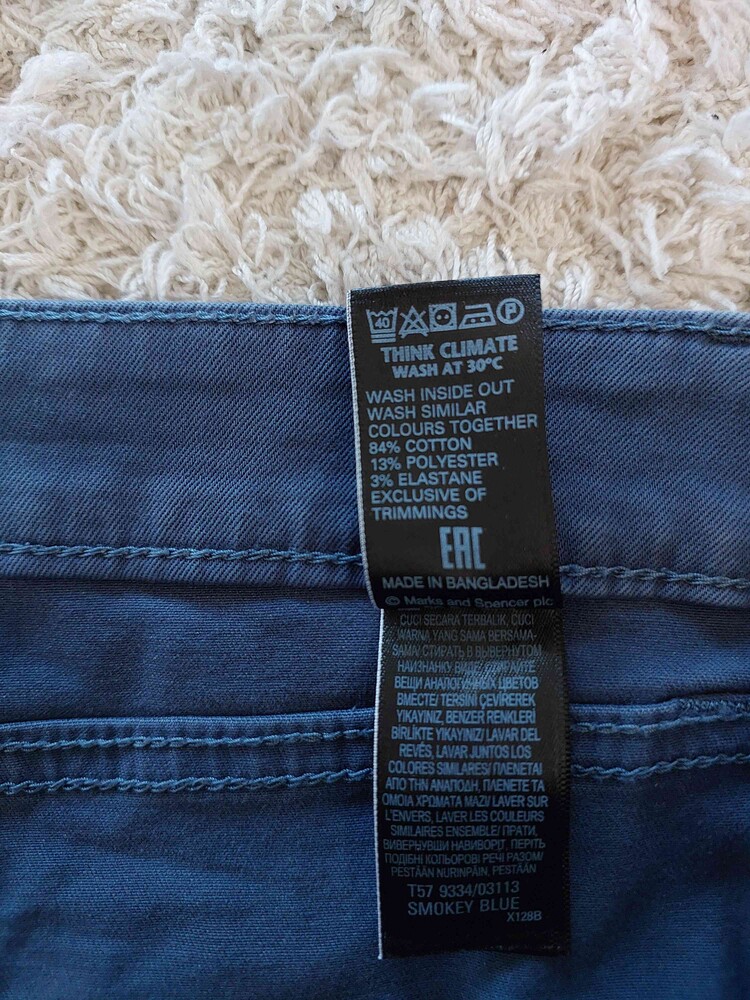 40 P
THINK CLIMATE
WASH AT 30°C
WASH INSIDE OUT
WASH SIMILAR
COLOURS TOGETHER
84% COTTON
13% POLYESTER
3% ELASTANE
EXCLUSIVE OF
TRIMMINGS
EAC
MADE IN BANGLADESH
© Marks and Spencer plc
CUCI SECARA TERBALIK, CUCI
WARNA YANG SAMA BERSAMA-
SAMA/ СТИРАТЬ В ВЫВЕРНУТОМ
НАИЗНАНКУ ВИДЕ, СТИРАЙТЕ
ВЕЩИ АНАЛОГИЧНЫХ ЦВЕТОВ
ВМЕСТЕ/ TERSİNİ ÇEVİREREK
YIKAYINIZ, BENZER RENKLERİ
BİRLİKTE YIKAYINIZ/ LAVAR DEL
REVÉS, LAVAR JUNTOS LOS
COLORES SIMILARES/ ΠΛΕΝΕΤΑΙ
ΑΠΟ ΤΗΝ ΑΝΑΠΟΔΗ, ΠΛΕΝΕΤΕ ΤΑ
ΟΜΟΙΑ ΧΡΩΜΑΤΑ ΜΑΖΙ/ LAVER SUR
L'ENVERS, LAVER LES COULEURS
SIMILAIRES ENSEMBLE/ ПРАТИ,
ВИВЕРНУВШИ НАВИВОРІТ, ПЕРІТЬ
ПОДІБНІ КОЛЬОРОВІ РЕЧІ РАЗОМ/
PESTÄÄN NURINPÄIN, PESTÄÄN
T57 9334/03113
SMOKEY BLUE
X128B